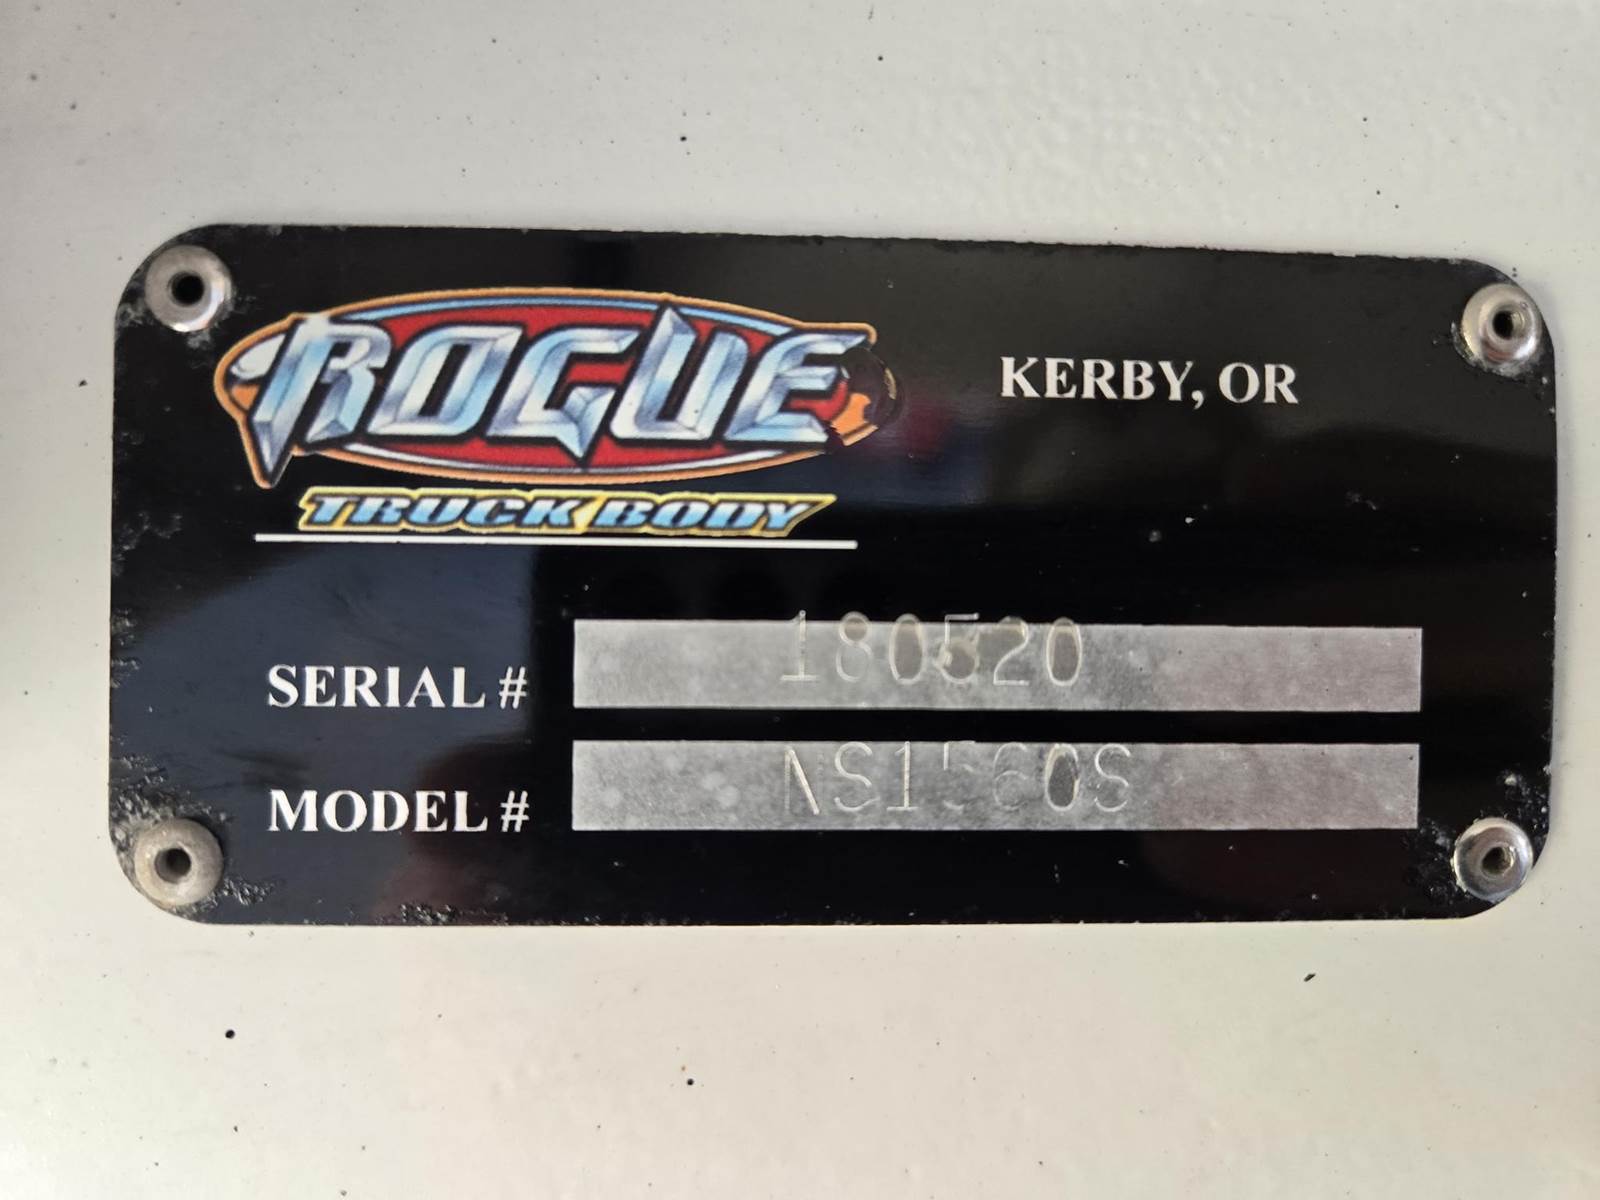 ROGUE
TRUCK BODY
KERBY, OR
SERIAL # 180520
MODEL # NS1560S